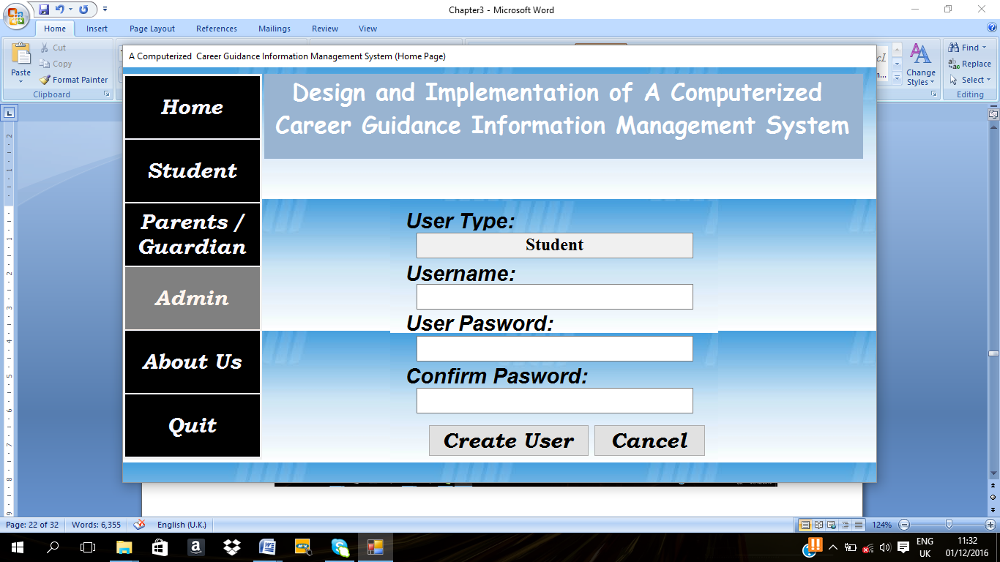 Chapter3 - Microsoft Word
Home Insert Page Layout References Mailings Review View
Cut
Copy
Format Painter
Paste
Clipboard
Change
Styles
Find
Replace
Select
Editing
A Computerized Career Guidance Information Management System (Home Page)
Home
Student
Parents /
Guardian
Admin
About Us
Quit
Design and Implementation of A Computerized
Career Guidance Information Management System
User Type:
Student
Username:
User Pasword:
Confirm Pasword:
Create User Cancel
Page: 22 of 32 Words: 6,355 English (U.K.) 124%
ENG
UK
11:32
01/12/2016